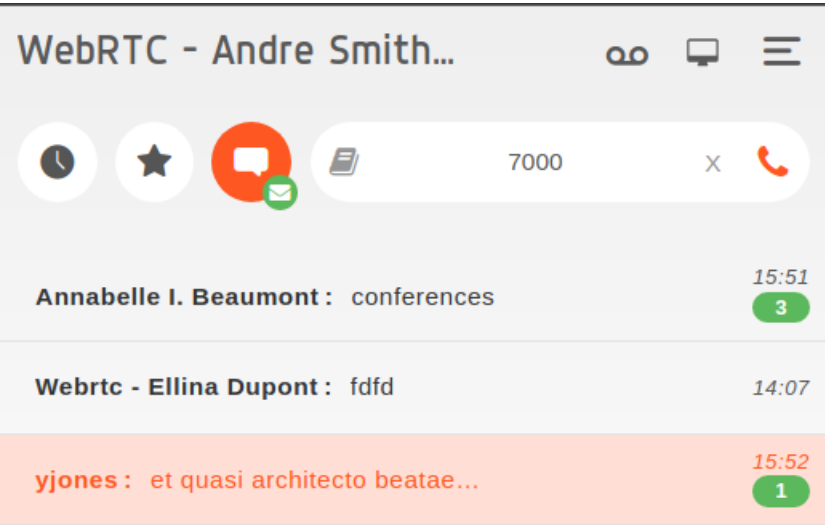 WebRTC - Andre Smith...
7000 x
Annabelle I. Beaumont : conferences 15:51
3
Webrtc - Ellina Dupont : fdfd 14:07
yjones : et quasi architecto beatae... 15:52
1